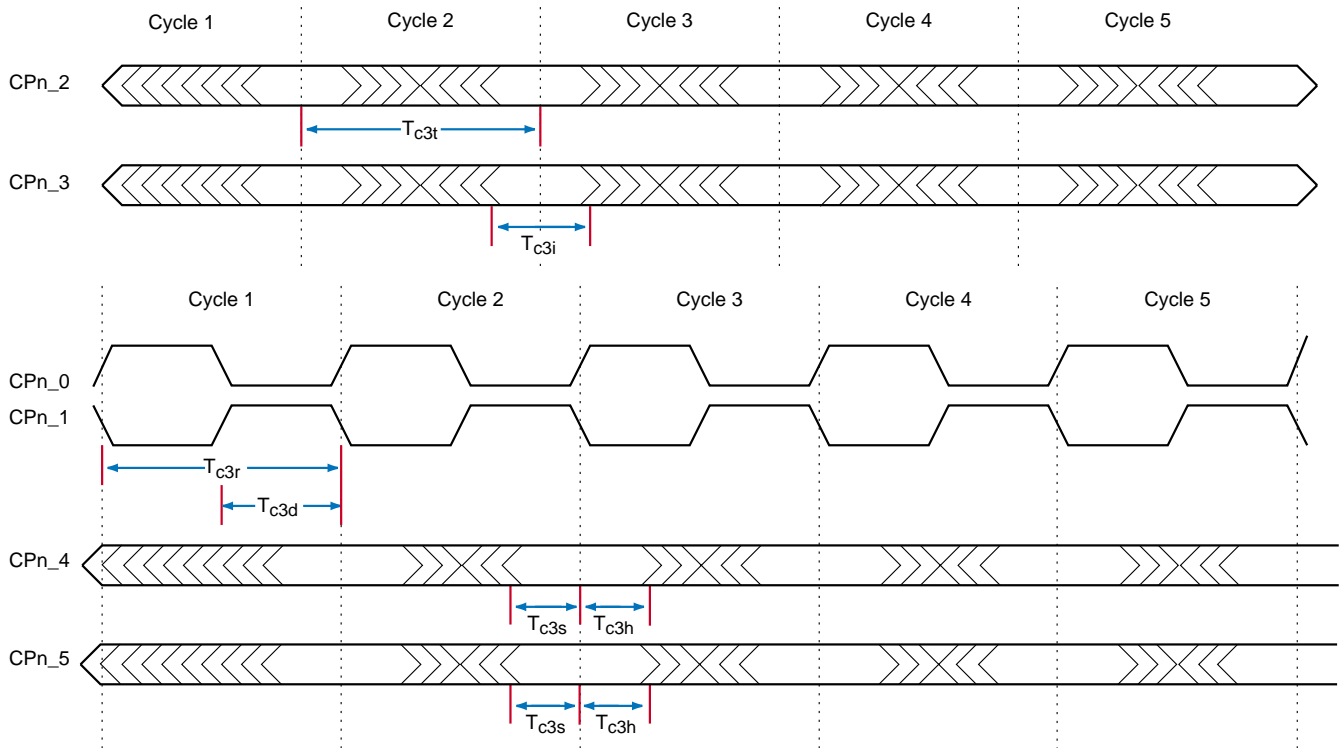 Cycle 1 Cycle 2 Cycle 3 Cycle 4 Cycle 5
CPn_2
Tc3t
CPn_3
Tc3i
Cycle 1 Cycle 2 Cycle 3 Cycle 4 Cycle 5
CPn_0
CPn_1
Tc3r
Tc3d
CPn_4
Tc3s Tc3h
CPn_5
Tc3s Tc3h